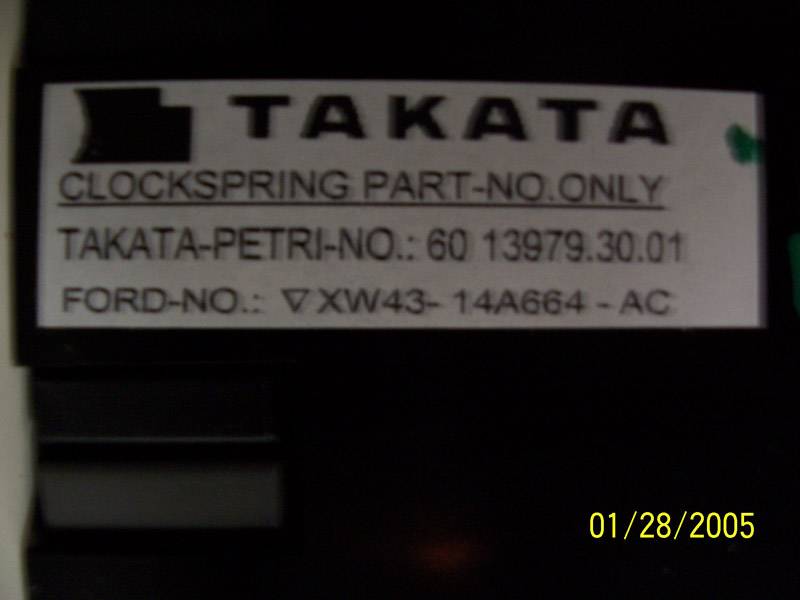 TAKATA
CLOCKSPRING PART-NO.ONLY
TAKATA-PETRI-NO.: 60 13979.30.01
FORD-NO.: ▽XW43- 14A664 - AC
01/28/2005